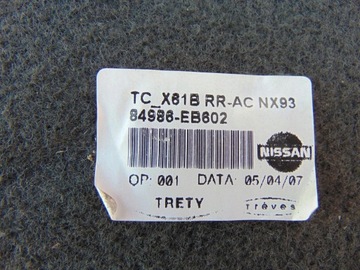 TC_X61B RR-AC NX93
84986-EB602
NISSAN
OP: 001 DATA: 05/04/07
TRETY
Trèves